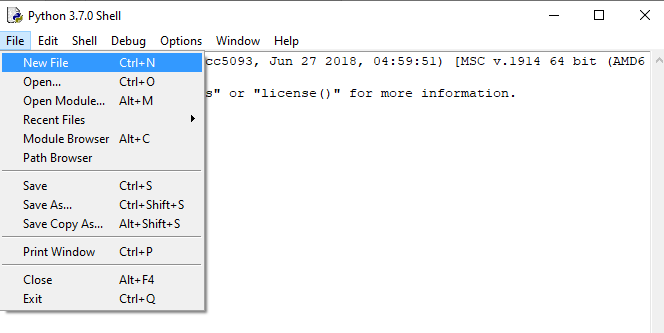 Python 3.7.0 Shell
File Edit Shell Debug Options Window Help
New File Ctrl+N
cc5093, Jun 27 2018, 04:59:51) [MSC v.1914 64 bit (AMD6
Open... Ctrl+O
Open Module... Alt+M
s" or "license()" for more information.
Recent Files
Module Browser Alt+C
Path Browser
Save Ctrl+S
Save As... Ctrl+Shift+S
Save Copy As... Alt+Shift+S
Print Window Ctrl+P
Close Alt+F4
Exit Ctrl+Q